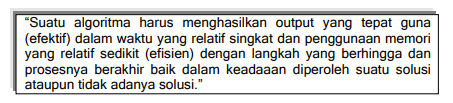 “Suatu algoritma harus menghasilkan output yang tepat guna
(efektif) dalam waktu yang relatif singkat dan penggunaan memori
yang relatif sedikit (efisien) dengan langkah yang berhingga dan
prosesnya berakhir baik dalam keadaaan diperoleh suatu solusi
ataupun tidak adanya solusi.”